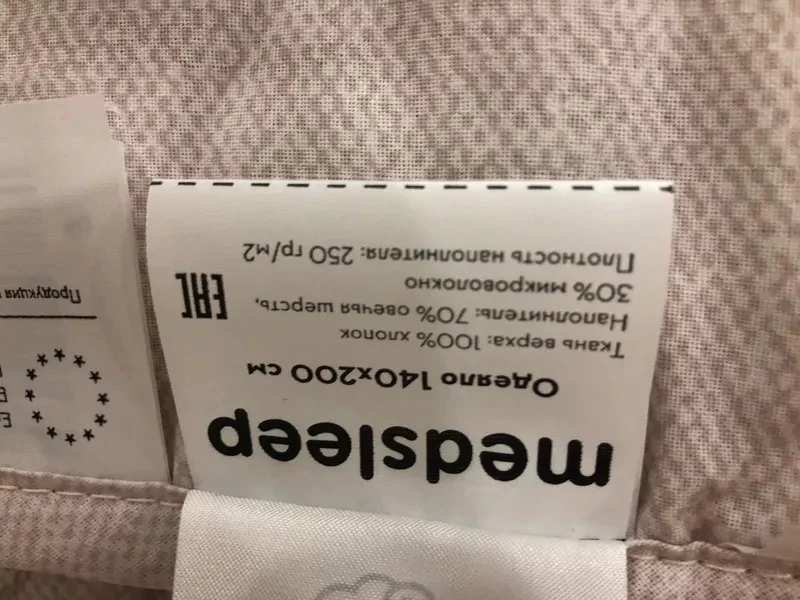 medsleep
Одеяло 140х200 см
Ткань верха: 100% хлопок
Наполнитель: 70% овечья шерсть,
30% микроволокно
Плотность наполнителя: 250 гр/м2
EAC
Продукция